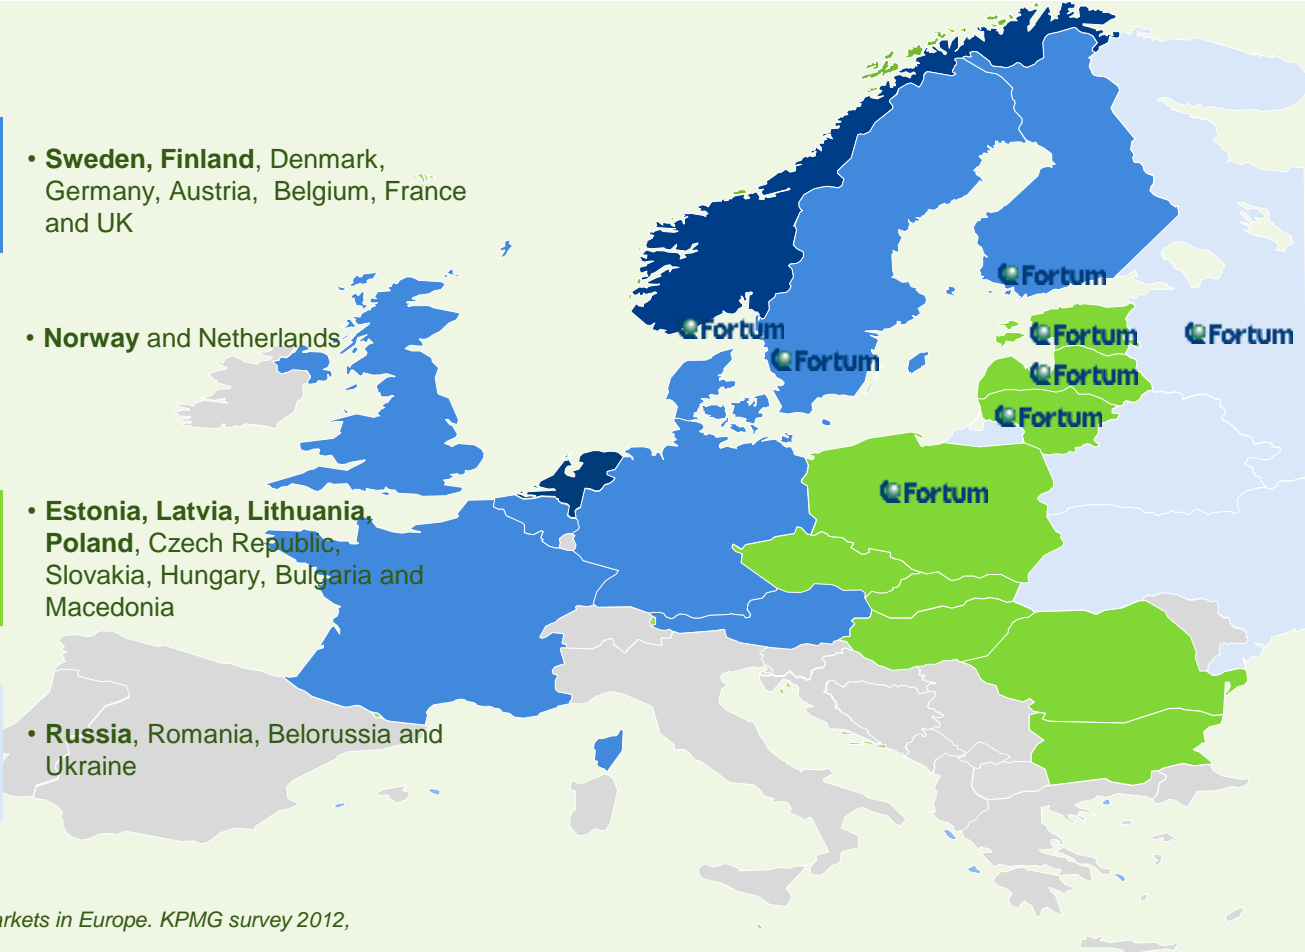 • Sweden, Finland, Denmark,
Germany, Austria, Belgium, France
and UK
Fortum
• Norway and Netherlands
Fortum
Fortum
Fortum
Fortum
Fortum
Fortum
Fortum
• Estonia, Latvia, Lithuania,
Poland, Czech Republic,
Slovakia, Hungary, Bulgaria and
Macedonia
• Russia, Romania, Belorussia and
Ukraine
in Europe. KPMG survey 2012,